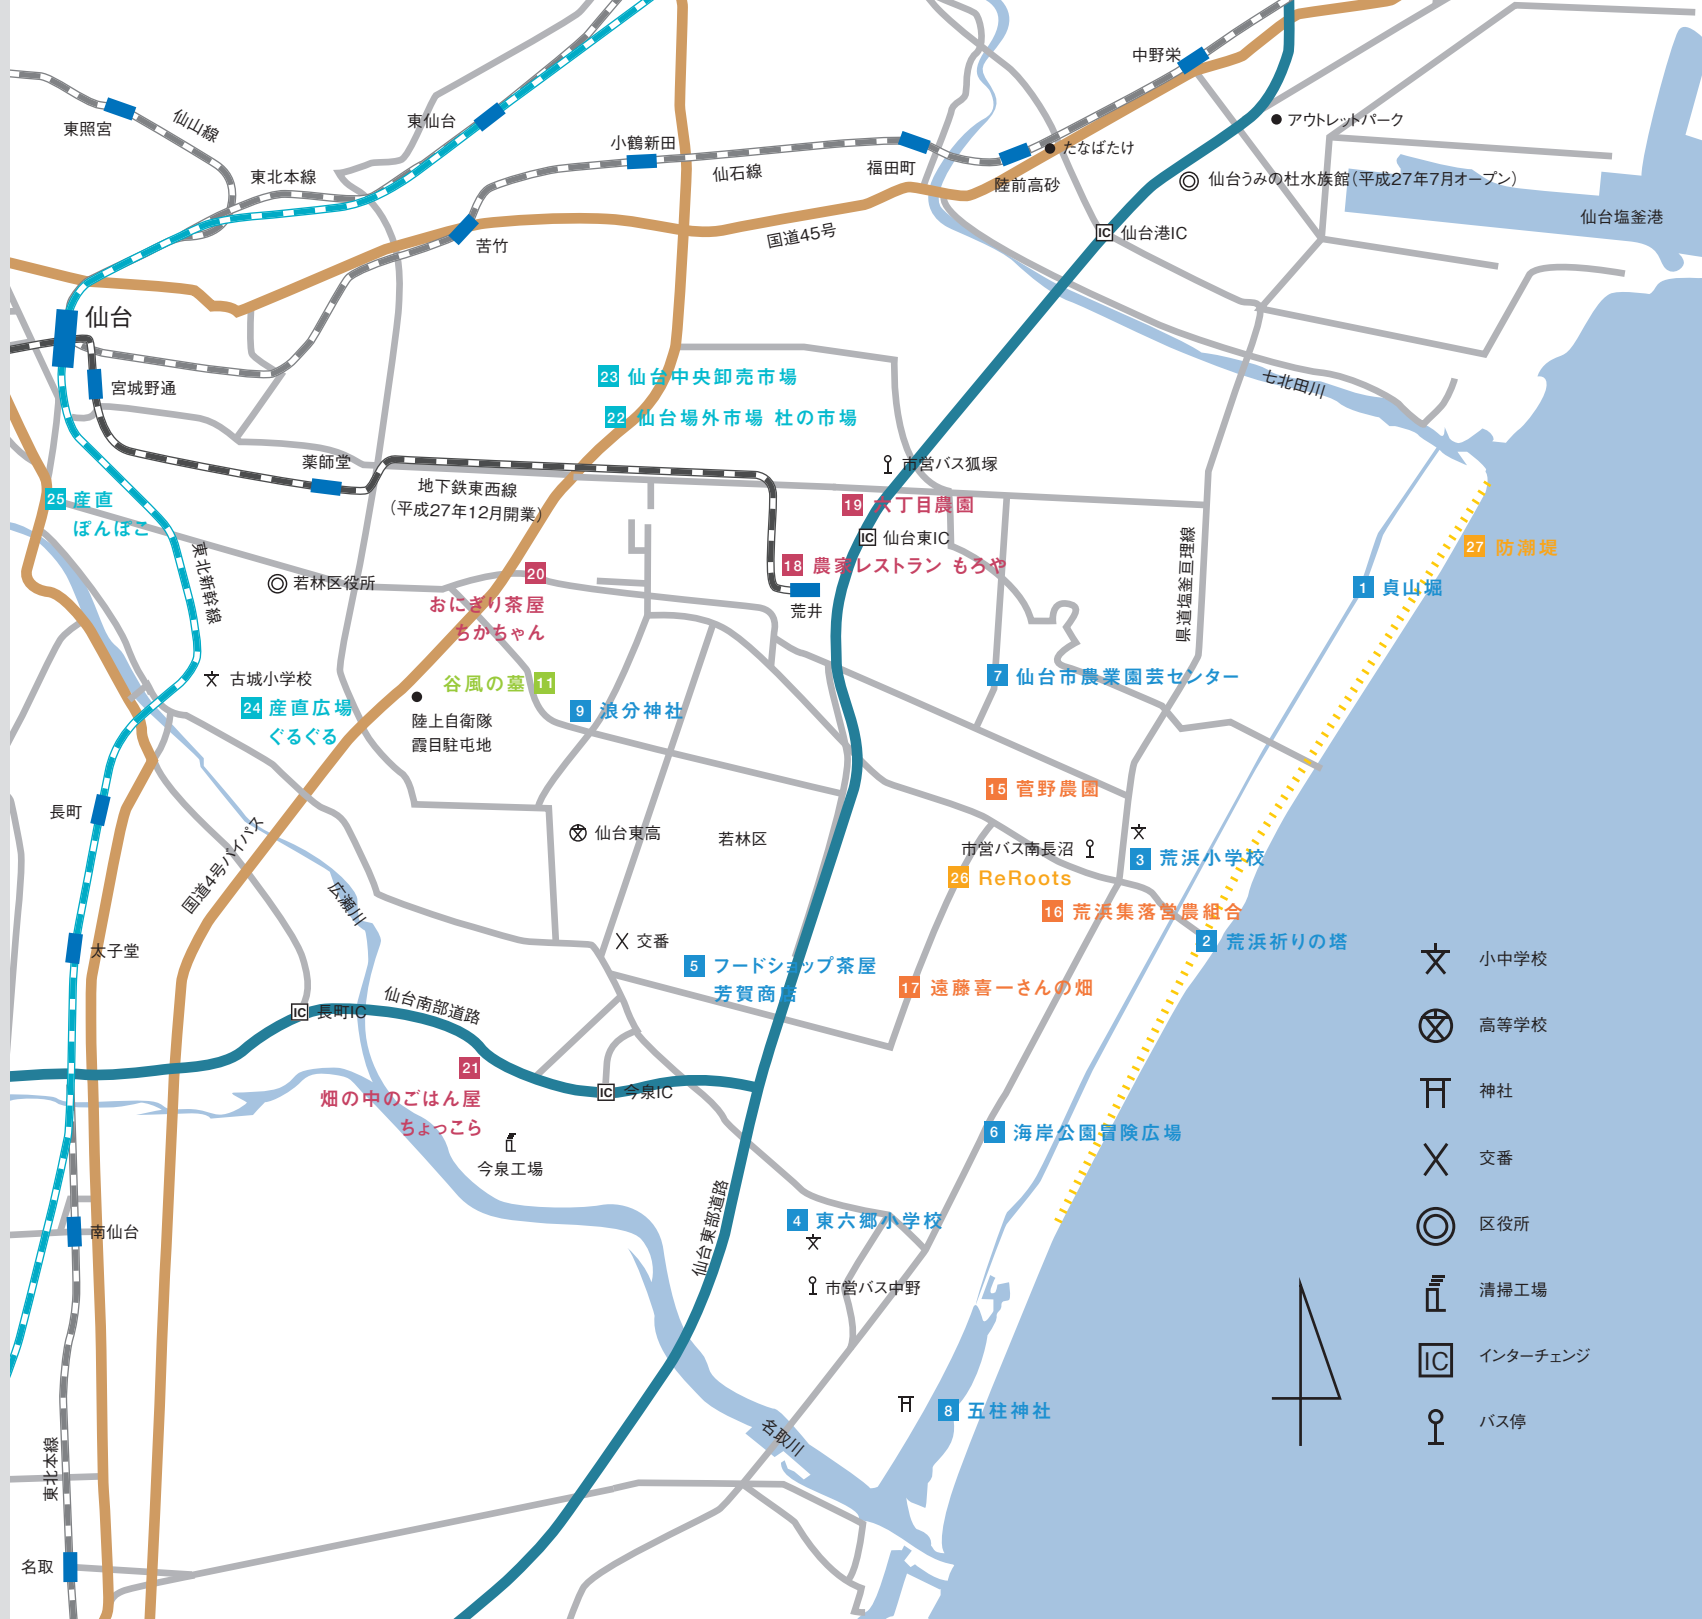 中野栄
東照宮
仙山線
東仙台
アウトレットパーク
小鶴新田
たなばたけ
東北本線
仙石線
福田町
陸前高砂
仙台うみの杜水族館(平成27年7月オープン)
仙台塩釜港
苦竹
国道45号
IC 仙台港IC
仙台
宮城野通
23 仙台中央卸売市場
七北田川
22 仙台場外市場 杜の市場
薬師堂
市営バス狐塚
地下鉄東西線
(平成27年12月開業)
25 産直
ぽんぽこ
19 六丁目農園
IC 仙台東IC
県道塩釜亘理線
27 防潮堤
東北新幹線
18 農家レストラン もろや
若林区役所
20
おにぎり茶屋
ちかちゃん
荒井
1 貞山堀
古城小学校
谷風の墓 11
7 仙台市農業園芸センター
24 産直広場
ぐるぐる
9 浪分神社
陸上自衛隊
霞目駐屯地
15 菅野農園
長町
仙台東高
若林区
市営バス南長沼
3 荒浜小学校
国道4号バイパス
26 ReRoots
広瀬川
16 荒浜集落営農組合
太子堂
交番
2 荒浜祈りの塔
5 フードショップ茶屋
芳賀商店
17 遠藤喜一さんの畑
IC 長町IC
仙台南部道路
21
畑の中のごはん屋
ちょっこら
IC 今泉IC
今泉工場
6 海岸公園冒険広場
仙台東部道路
4 東六郷小学校
南仙台
市営バス中野
8 五柱神社
名取川
東北本線
名取
小中学校
高等学校
神社
交番
区役所
清掃工場
IC インターチェンジ
バス停